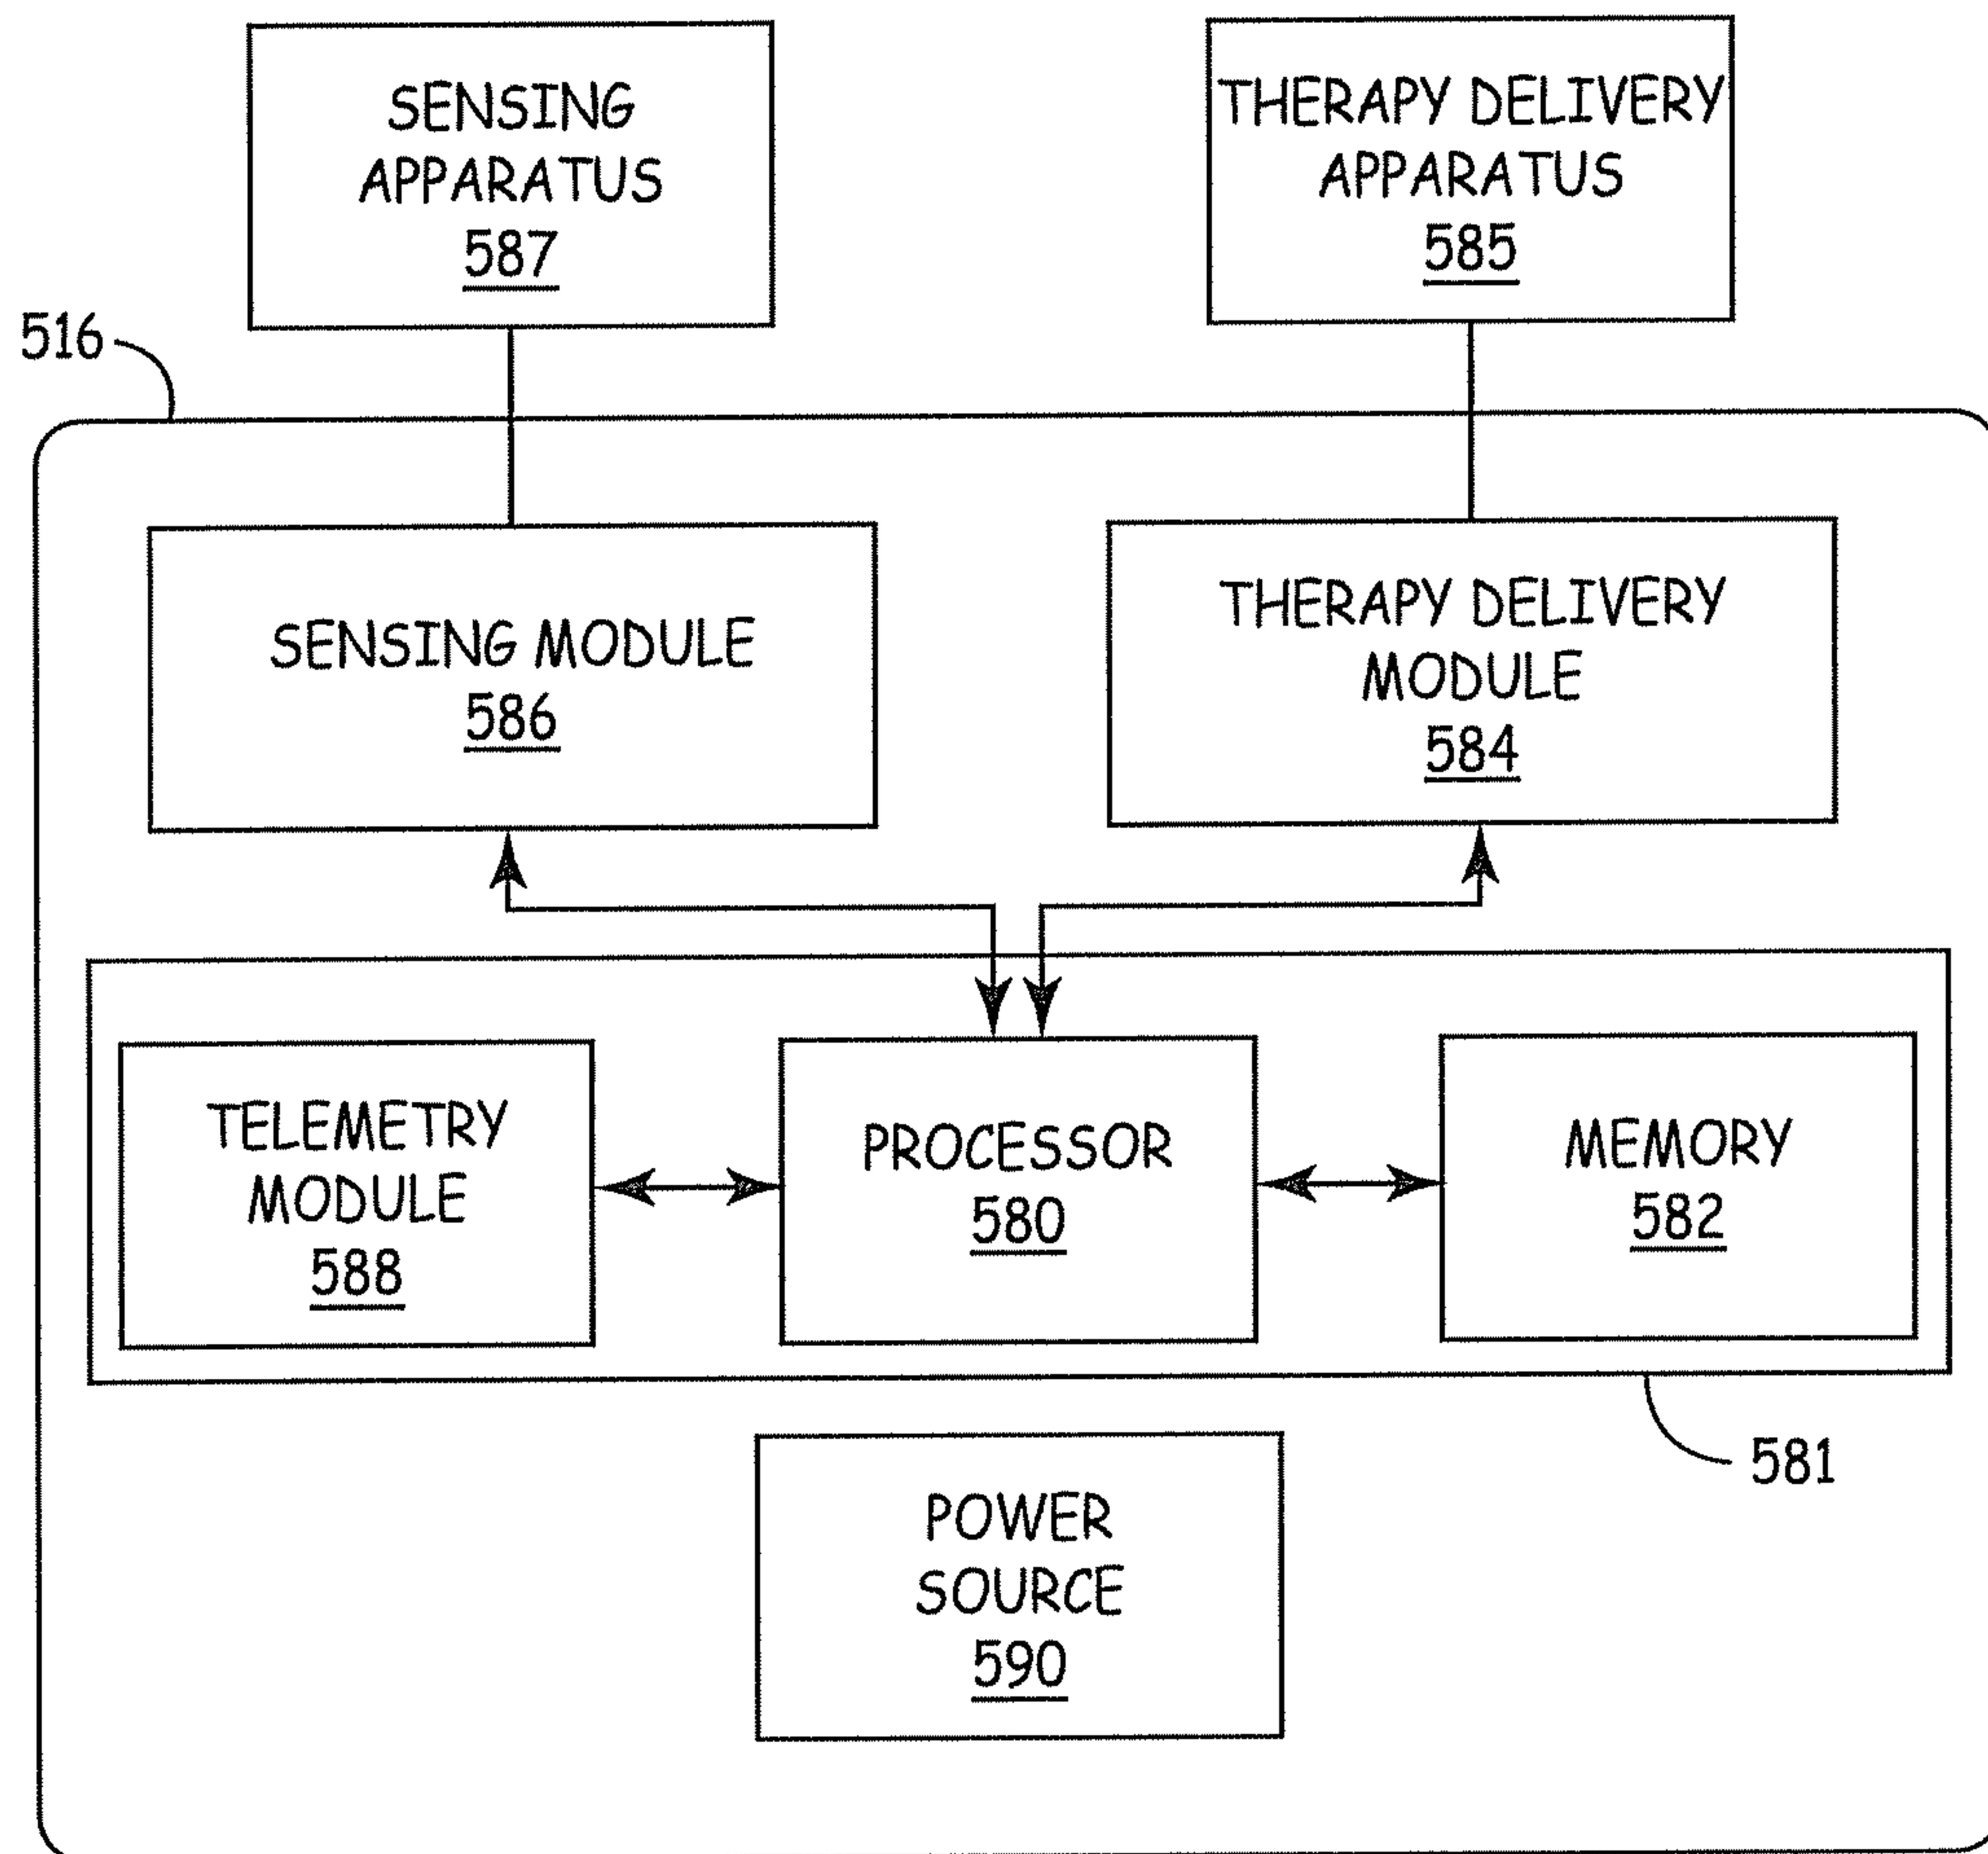 SENSING
APPARATUS
587
THERAPY DELIVERY
APPARATUS
585
516
SENSING MODULE
586
THERAPY DELIVERY
MODULE
584
TELEMETRY
MODULE
588
PROCESSOR
580
MEMORY
582
581
POWER
SOURCE
590